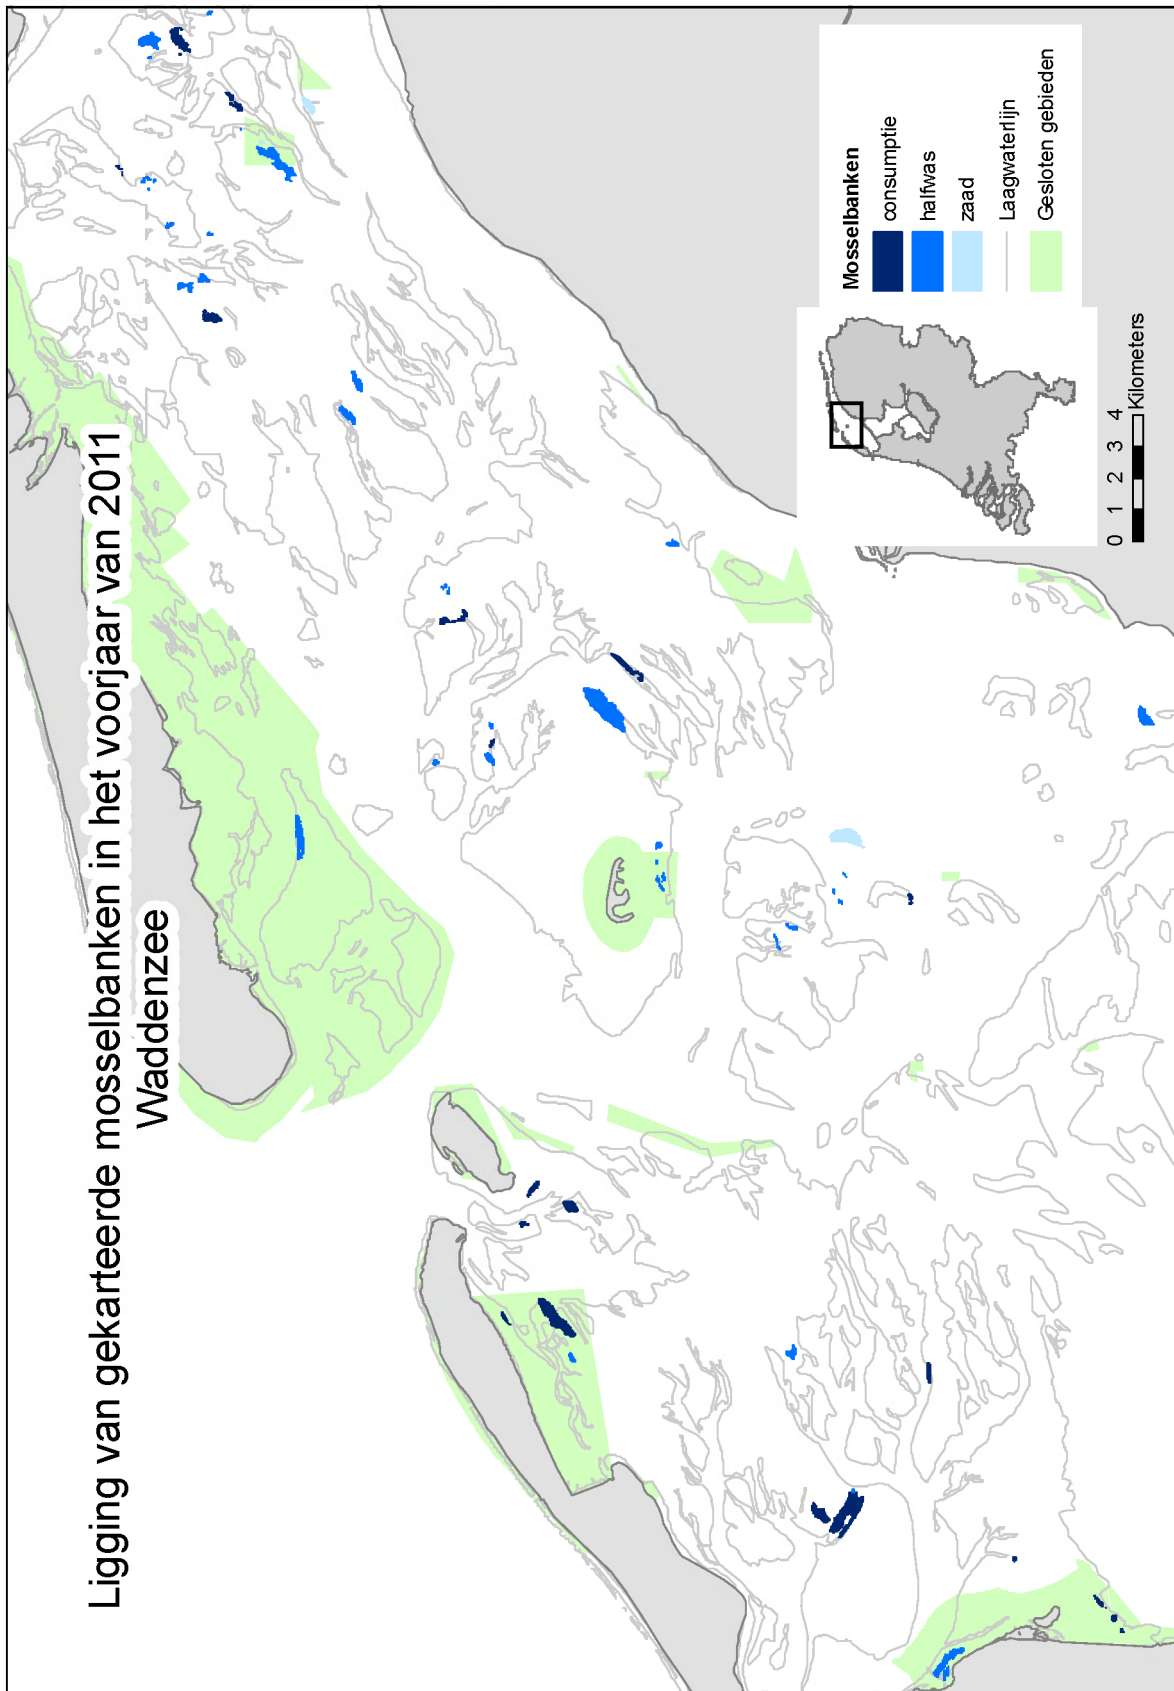 Ligging van gekarteerde mosselbanken in het voorjaar van 2011
Waddenzee
Mosselbanken
consumptie
halfwas
zaad
Laagwaterlijn
Gesloten gebieden
0 1 2 3 4
Kilometers